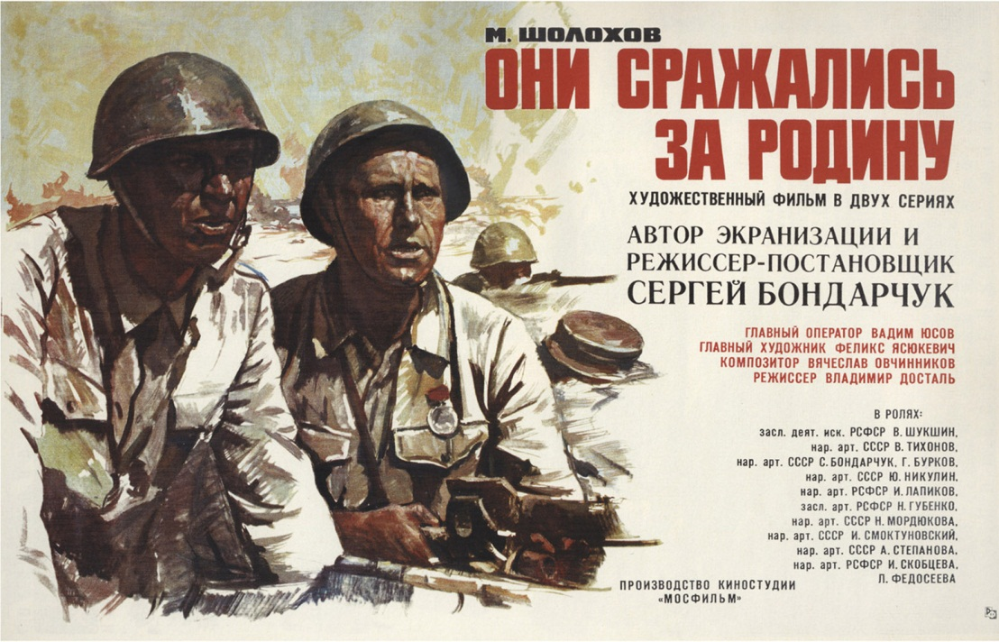 М. ШОЛОХОВ
ОНИ СРАЖАЛИСЬ
ЗА РОДИНУ
ХУДОЖЕСТВЕННЫЙ ФИЛЬМ В ДВУХ СЕРИЯХ
АВТОР ЭКРАНИЗАЦИИ И
РЕЖИССЕР-ПОСТАНОВЩИК
СЕРГЕЙ БОНДАРЧУК
ГЛАВНЫЙ ОПЕРАТОР ВАДИМ ЮСОВ
ГЛАВНЫЙ ХУДОЖНИК ФЕЛИКС ЯСЮКЕВИЧ
КОМПОЗИТОР ВЯЧЕСЛАВ ОВЧИННИКОВ
РЕЖИССЕР ВЛАДИМИР ДОСТАЛЬ
В РОЛЯХ:
засл. деят. иск. РСФСР В. ШУКШИН,
нар. арт. СССР В. ТИХОНОВ,
нар. арт. СССР С. БОНДАРЧУК, Г. БУРКОВ,
нар. арт. СССР Ю. НИКУЛИН,
нар. арт. РСФСР И. ЛАПИКОВ,
засл. арт. РСФСР Н. ГУБЕНКО,
нар. арт. СССР Н. МОРДЮКОВА,
нар. арт. СССР И. СМОКТУНОВСКИЙ,
нар. арт. СССР А. СТЕПАНОВА,
нар. арт. РСФСР И. СКОБЦЕВА,
Л. ФЕДОСЕЕВА
ПРОИЗВОДСТВО КИНОСТУДИИ
«МОСФИЛЬМ»